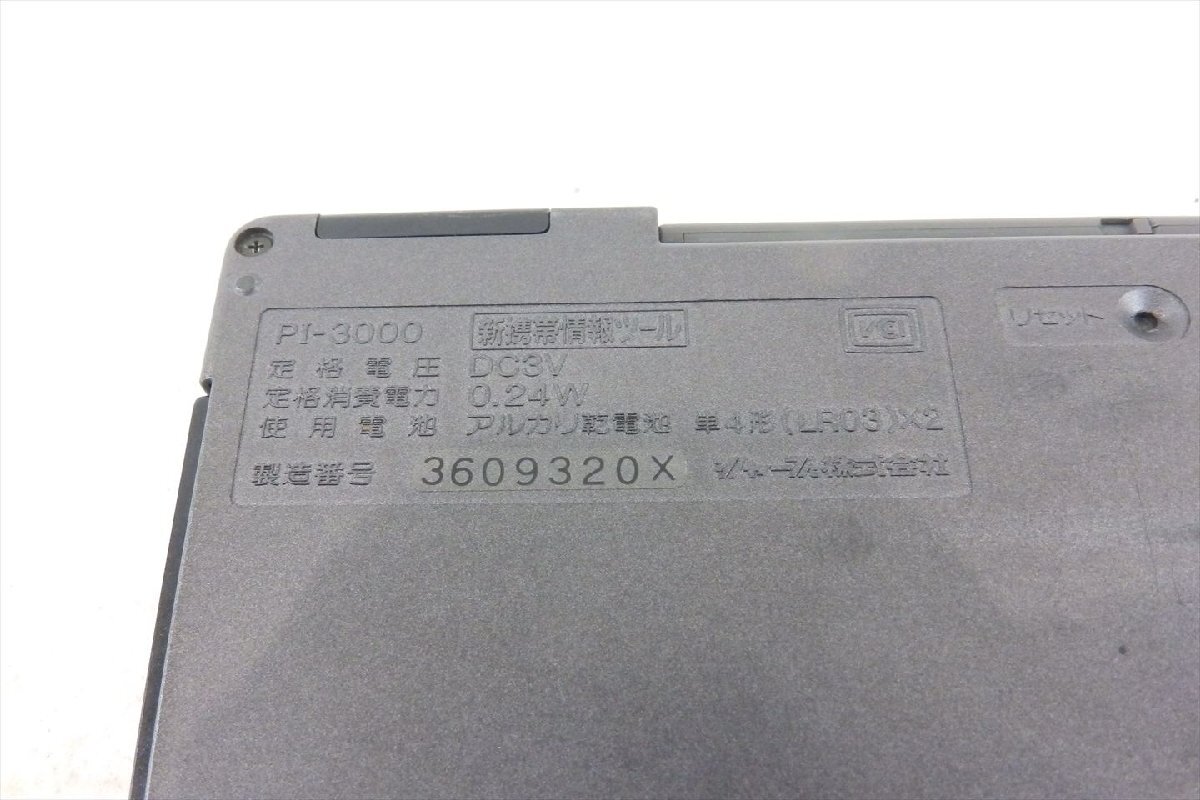 PI-3000 新携帯情報ツール
リセット
定格電圧 DC3V
定格消費電力 0.24W
使用電池 アルカリ乾電池 単4形(LR03)X2
製造番号 3609320X シャープ株式会社